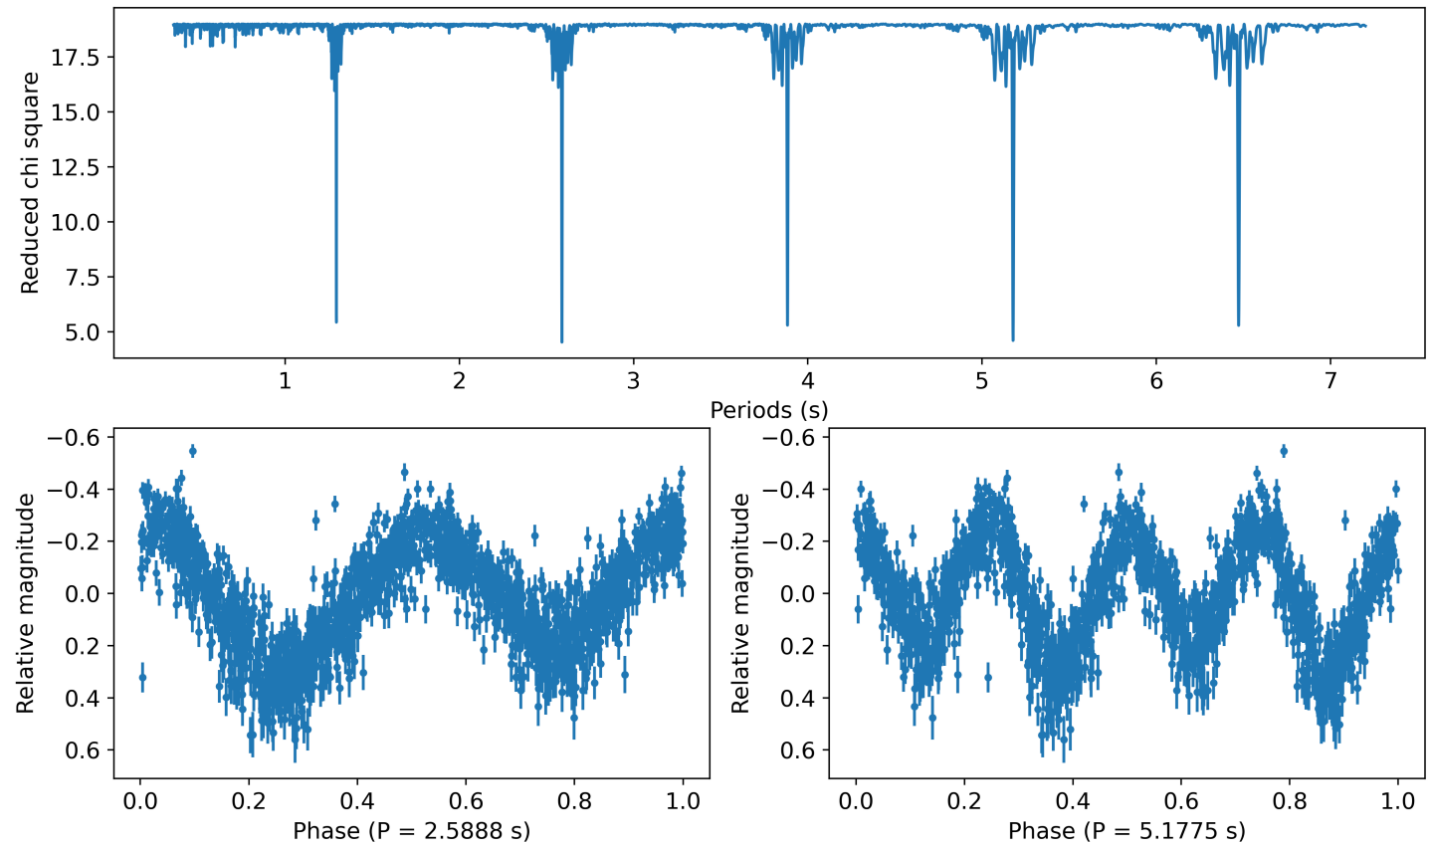 Reduced chi square
17.5
15.0
12.5
10.0
7.5
5.0
1 2 3 4 5 6 7
Periods (s)
Relative magnitude
−0.6
−0.4
−0.2
0.0
0.2
0.4
0.6
0.0 0.2 0.4 0.6 0.8 1.0
Phase (P = 2.5888 s)
Relative magnitude
−0.6
−0.4
−0.2
0.0
0.2
0.4
0.6
0.0 0.2 0.4 0.6 0.8 1.0
Phase (P = 5.1775 s)